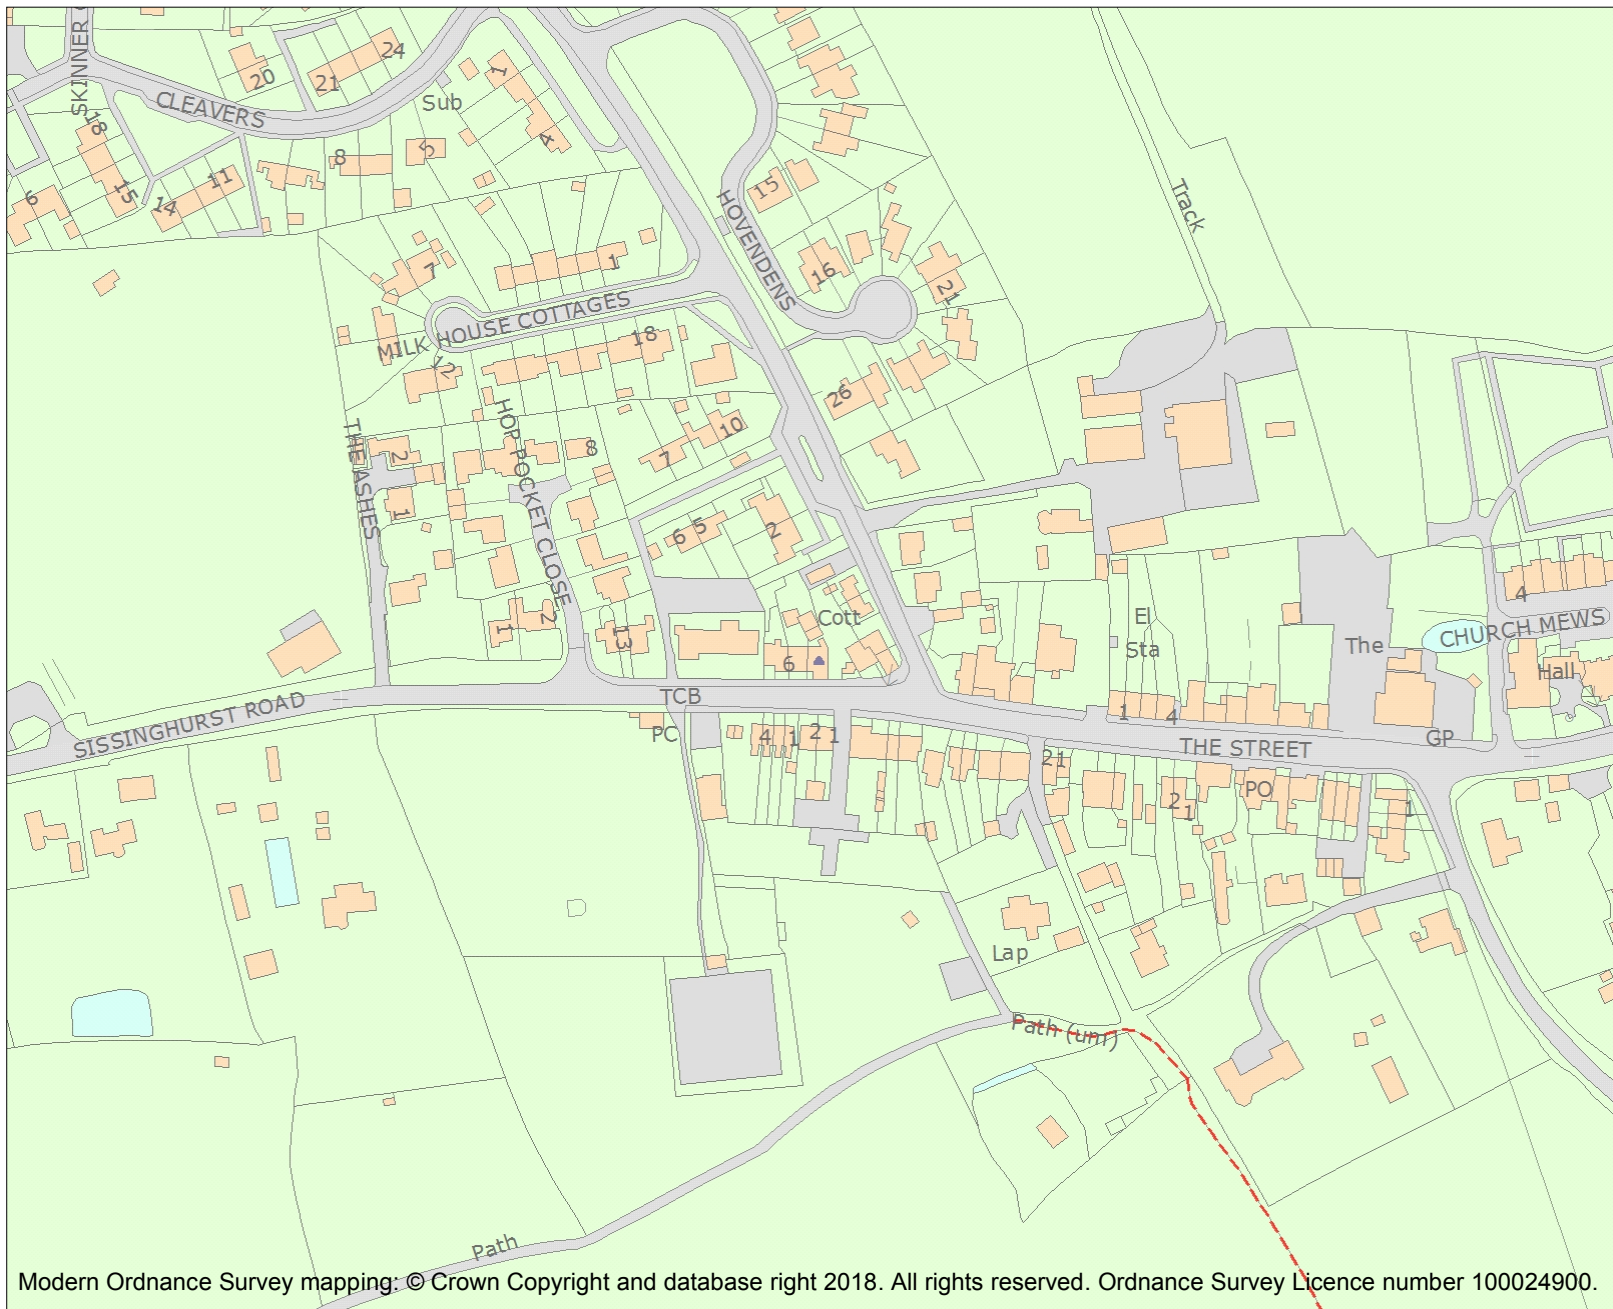 SKINNER
24
20
21
1
CLEAVERS
Sub
18
4
8
5
11
6
15
14
15
Track
HOVENDENS
7
1
16
21
MILK HOUSE COTTAGES
18
12
26
HOP POCKET CLOSE
10
THE ASHES
2
8
7
1
6
5
2
4
El
Sta
Cott
1
2
13
CHURCH MEWS
The
6
Hall
TCB
SISSINGHURST ROAD
1
4
PC
4
1
2
1
THE STREET
GP
2
1
PO
2
1
1
Lap
Path (um)
Path
Modern Ordnance Survey mapping: © Crown Copyright and database right 2018. All rights reserved. Ordnance Survey Licence number 100024900.